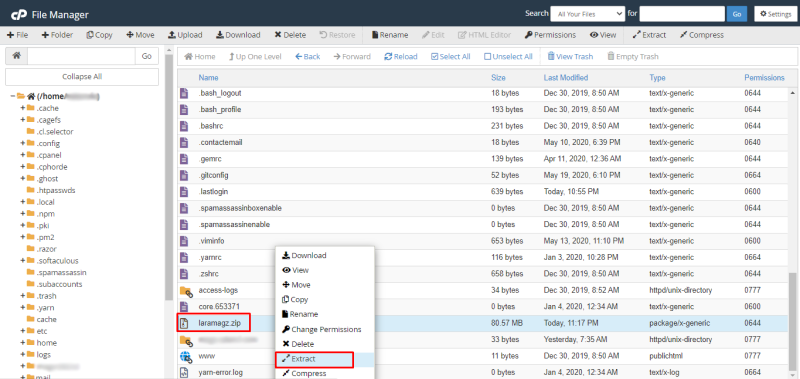 cP File Manager Search All Your Files for Go Settings
+ File + Folder Copy Move Upload Download Delete Restore Rename Edit HTML Editor Permissions View Extract Compress
Go Home Up One Level Back Forward Reload Select All Unselect All View Trash Empty Trash
Collapse All
Name Size Last Modified Type Permissions
(/home/
.cache
.cagefs
.cl.selector
.config
.cpanel
.cphorde
.ghost
.htpasswds
.local
.npm
.pki
.pm2
.razor
.softaculous
.spamassassin
.subaccounts
.trash
.yarn
cache
etc
home
logs
mail
.bash_logout 18 bytes Dec 30, 2019, 8:50 AM text/x-generic 0644
.bash_profile 193 bytes Dec 30, 2019, 8:50 AM text/x-generic 0644
.bashrc 231 bytes Dec 30, 2019, 8:50 AM text/x-generic 0644
.contactemail 18 bytes May 10, 2020, 6:39 PM text/x-generic 0640
.gemrc 139 bytes Apr 11, 2020, 12:36 AM text/x-generic 0644
.gitconfig 52 bytes May 19, 2020, 6:10 PM text/x-generic 0664
.lastlogin 639 bytes Today, 10:55 PM text/x-generic 0600
.spamassassinboxenable 0 bytes Dec 30, 2019, 8:50 AM text/x-generic 0644
.spamassassinenable 0 bytes Dec 30, 2019, 8:50 AM text/x-generic 0644
.viminfo 653 bytes May 13, 2020, 11:10 PM text/x-generic 0600
.yarnrc 116 bytes Jan 3, 2020, 10:28 PM text/x-generic 0664
.zshrc 658 bytes Dec 30, 2019, 8:50 AM text/x-generic 0644
access-logs 34 bytes Dec 30, 2019, 8:52 AM httpd/unix-directory 0777
core.653371 0 bytes Jan 4, 2020, 12:34 AM text/x-generic 0600
laramagz.zip 80.57 MB Today, 11:17 PM package/x-generic 0644
33 bytes Yesterday, 7:35 AM httpd/unix-directory 0777
www 11 bytes Dec 30, 2019, 8:50 AM publichtml 0777
yarn-error.log Jan 4, 2020, 12:36 AM text/x-log 0664
Download
View
Move
Copy
Rename
Change Permissions
Delete
Extract
Compress